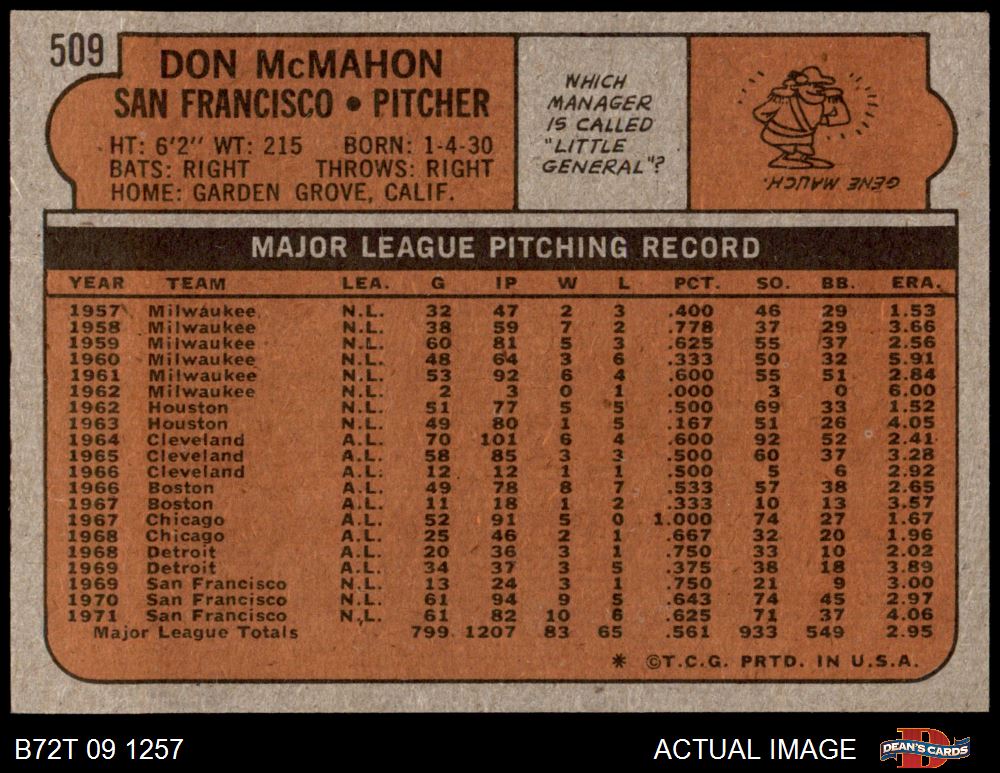 509
DON McMAHON
SAN FRANCISCO • PITCHER
HT: 6'2" WT: 215 BORN: 1-4-30
BATS: RIGHT THROWS: RIGHT
HOME: GARDEN GROVE, CALIF.
WHICH
MANAGER
IS CALLED
"LITTLE
GENERAL"?
GENE MAUCH.
MAJOR LEAGUE PITCHING RECORD
YEAR TEAM LEA. G IP W L PCT. SO. BB. ERA.
1957 Milwaukee N.L. 32 47 2 3 .400 46 29 1.53
1958 Milwaukee N.L. 38 59 7 2 .778 37 29 3.66
1959 Milwaukee N.L. 60 81 5 3 .625 55 37 2.56
1960 Milwaukee N.L. 48 64 3 6 .333 50 32 5.91
1961 Milwaukee N.L. 53 92 6 4 .600 55 51 2.84
1962 Milwaukee N.L. 2 3 0 1 .000 3 0 6.00
1962 Houston N.L. 51 77 5 5 .500 69 33 1.52
1963 Houston N.L. 49 80 1 5 .167 51 26 4.05
1964 Cleveland A.L. 70 101 6 4 .600 92 52 2.41
1965 Cleveland A.L. 58 85 3 3 .500 60 37 3.28
1966 Cleveland A.L. 12 12 1 1 .500 5 6 2.92
1966 Boston A.L. 49 78 8 7 .533 57 38 2.65
1967 Boston A.L. 11 18 1 2 .333 10 13 3.57
1967 Chicago A.L. 52 91 5 0 1.000 74 27 1.67
1968 Chicago A.L. 25 46 2 1 .667 32 20 1.96
1968 Detroit A.L. 20 36 3 1 .750 33 10 2.02
1969 Detroit A.L. 34 37 3 5 .375 38 18 3.89
1969 San Francisco N.L. 13 24 3 1 .750 21 9 3.00
1970 San Francisco N.L. 61 94 9 5 .643 74 45 2.97
1971 San Francisco N.L. 61 82 10 6 .625 71 37 4.06
Major League Totals 799 1207 83 65 .561 933 549 2.95
* ©T.C.G. PRTD. IN U.S.A.
B72T 09 1257 ACTUAL IMAGE DEAN'S CARDS